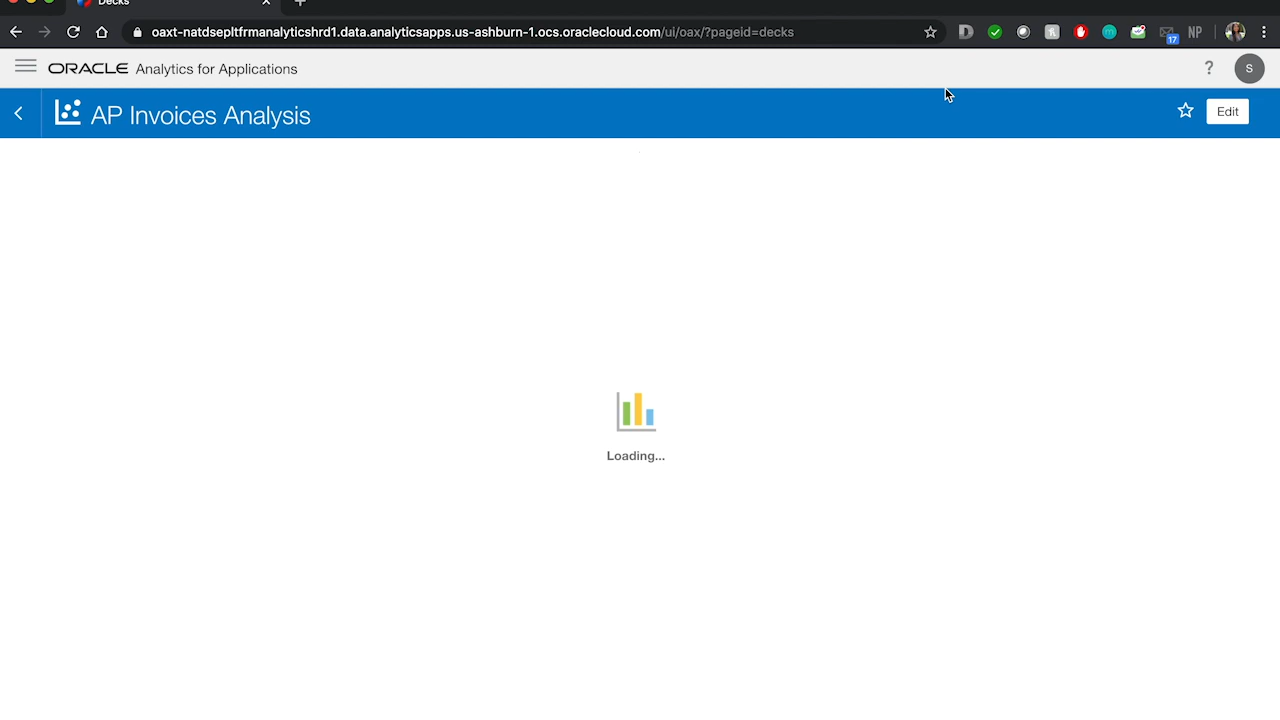 Decks
oaxt-natdsepltfrmanalyticshrd1.data.analyticsapps.us-ashburn-1.ocs.oraclecloud.com/ui/oax/?pageid=decks
D
17
NP
ORACLE Analytics for Applications
?
S
AP Invoices Analysis
Edit
Loading...